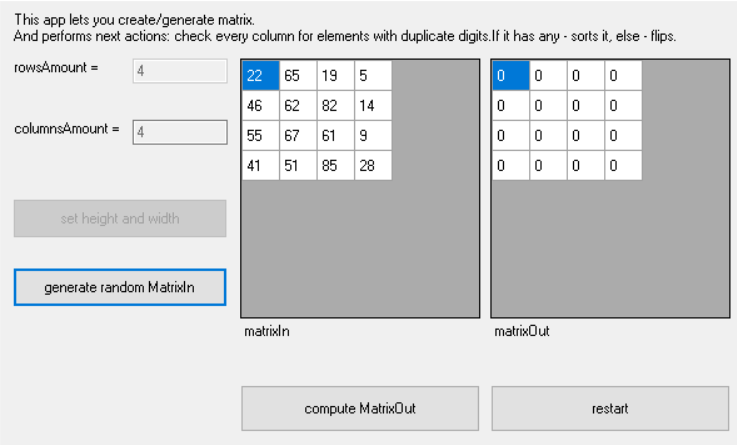 This app lets you create/generate matrix.
And performs next actions: check every column for elements with duplicate digits.If it has any - sorts it, else - flips.
rowsAmount = 4
columnsAmount = 4
set height and width
generate random MatrixIn
22 65 19 5
46 62 82 14
55 67 61 9
41 51 85 28
matrixIn
0 0 0 0
0 0 0 0
0 0 0 0
0 0 0 0
matrixOut
compute MatrixOut
restart